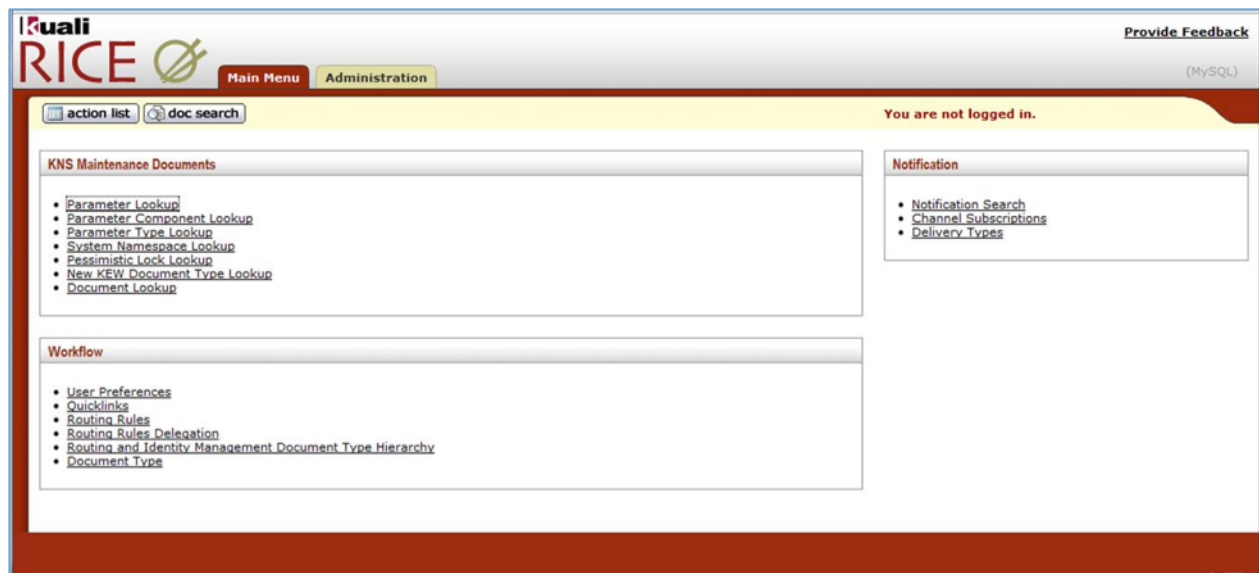 Kuali
RICE
Provide Feedback
Main Menu
Administration
(MySQL)
action list
doc search
You are not logged in.
KNS Maintenance Documents
Parameter Lookup
Parameter Component Lookup
Parameter Type Lookup
System Namespace Lookup
Pessimistic Lock Lookup
New KEW Document Type Lookup
Document Lookup
Notification
Notification Search
Channel Subscriptions
Delivery Types
Workflow
User Preferences
Quicklinks
Routing Rules
Routing Rules Delegation
Routing and Identity Management Document Type Hierarchy
Document Type